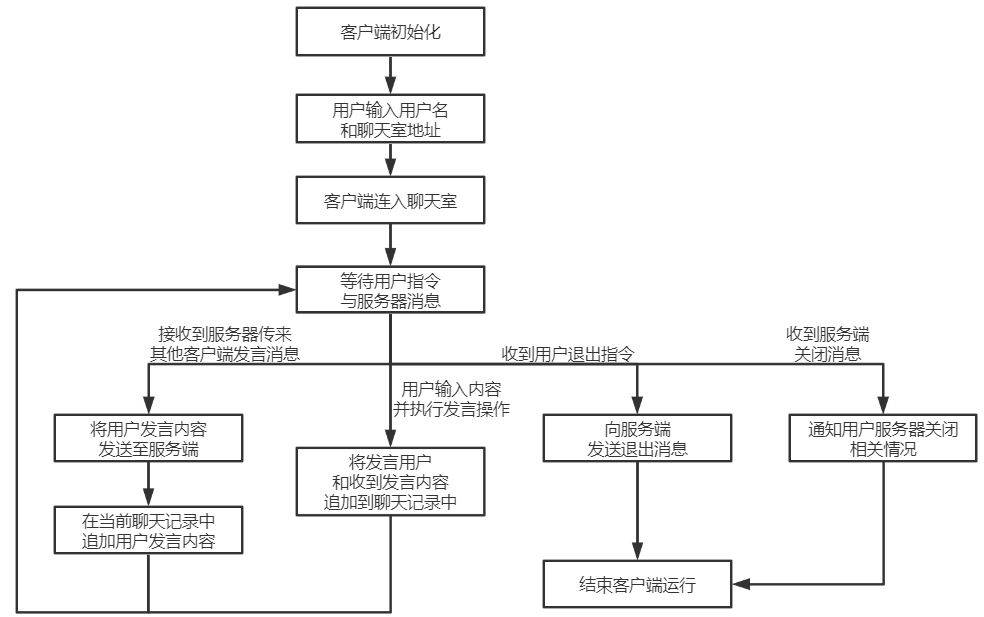 客户端初始化
用户输入用户名
和聊天室地址
客户端连入聊天室
等待用户指令
与服务器消息
接收到服务器传来
其他客户端发言消息
用户输入内容
并执行发言操作
收到用户退出指令
收到服务端
关闭消息
将用户发言内容
发送至服务端
在当前聊天记录中
追加用户发言内容
将发言用户
和收到发言内容
追加到聊天记录中
向服务端
发送退出消息
通知用户服务器关闭
相关情况
结束客户端运行